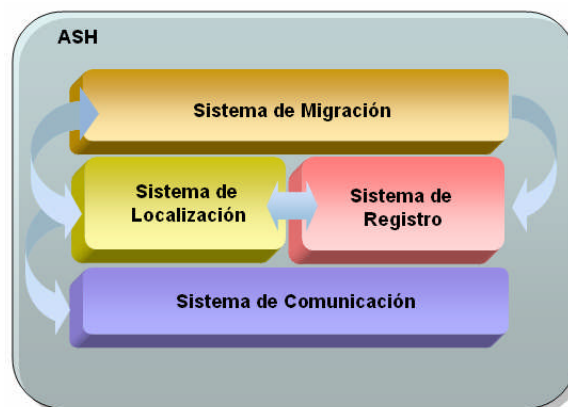 ASH
Sistema de Migración
Sistema de
Localización
Sistema de
Registro
Sistema de Comunicación